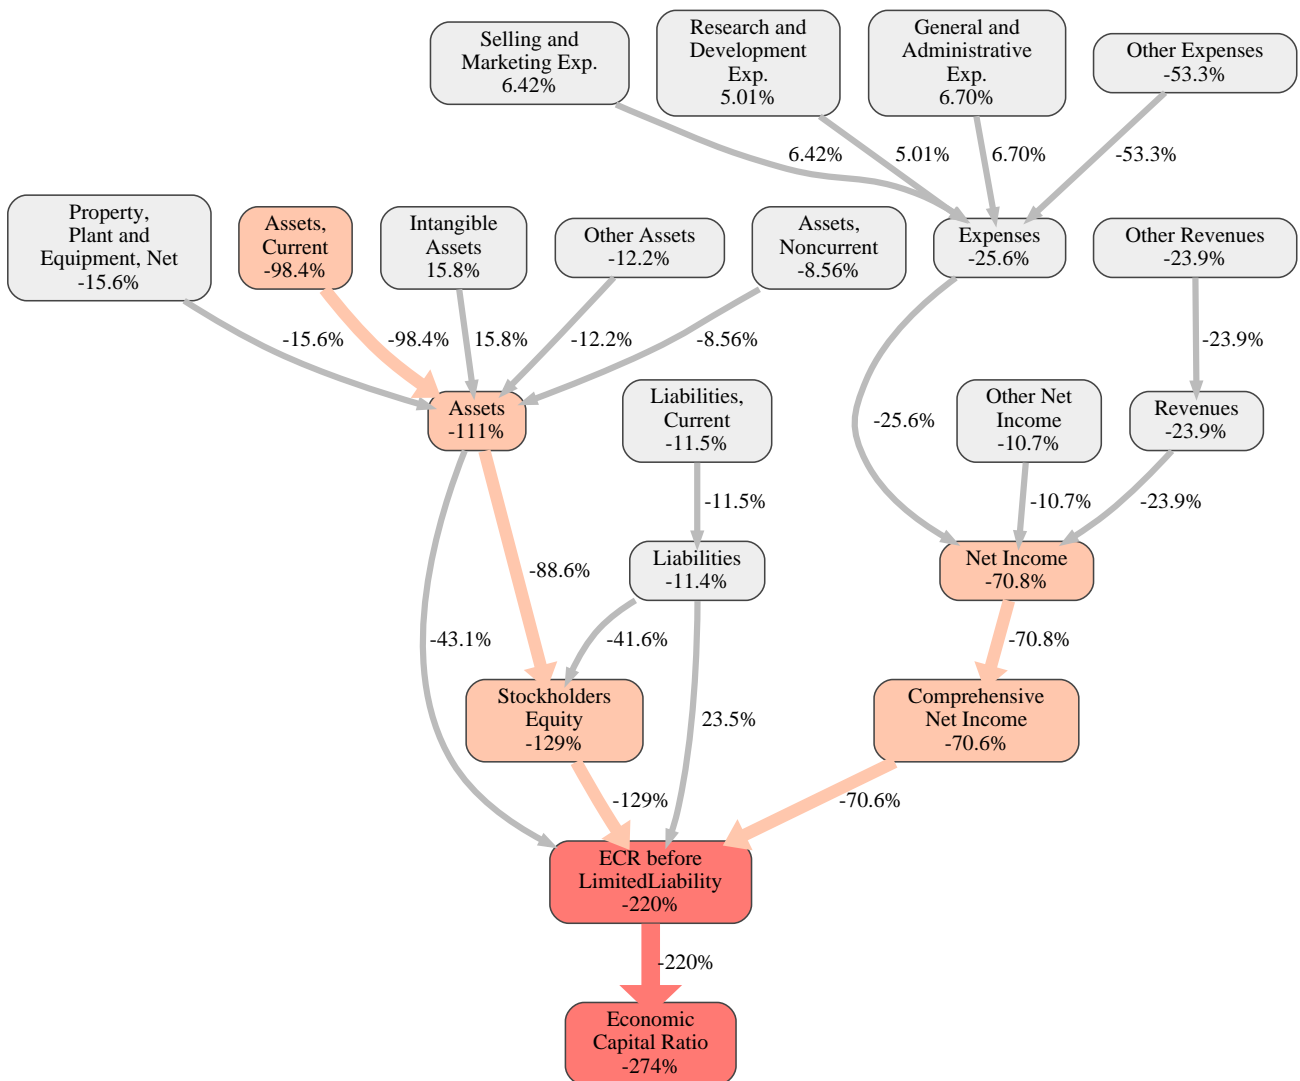 Selling and
Marketing Exp.
6.42%
Research and
Development
Exp.
5.01%
General and
Administrative
Exp.
6.70%
Other Expenses
-53.3%
6.42%
5.01%
6.70%
-53.3%
Property,
Plant and
Equipment, Net
-15.6%
Assets,
Current
-98.4%
Intangible
Assets
15.8%
Other Assets
-12.2%
Assets,
Noncurrent
-8.56%
Expenses
-25.6%
Other Revenues
-23.9%
-15.6%
-98.4%
15.8%
-12.2%
-8.56%
-23.9%
Assets
-111%
Liabilities,
Current
-11.5%
-25.6%
Other Net
Income
-10.7%
Revenues
-23.9%
-11.5%
-10.7%
-23.9%
-88.6%
Liabilities
-11.4%
Net Income
-70.8%
-43.1%
-41.6%
-70.8%
Stockholders
Equity
-129%
23.5%
Comprehensive
Net Income
-70.6%
-129%
-70.6%
ECR before
LimitedLiability
-220%
-220%
Economic
Capital Ratio
-274%